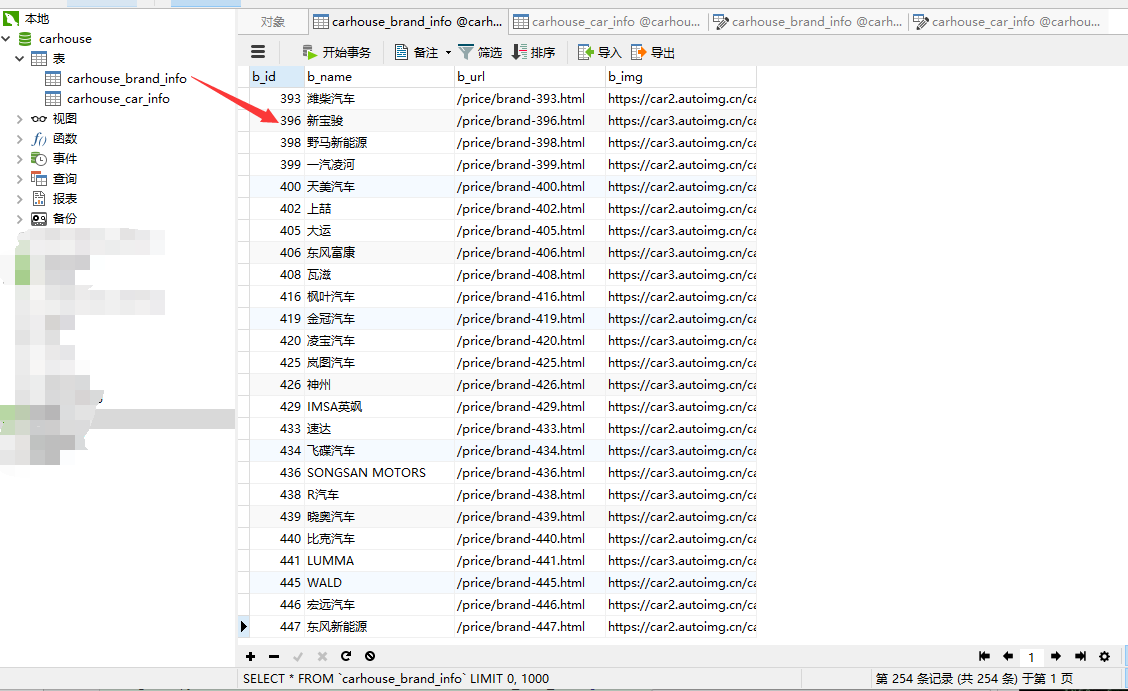 本地
carhouse
表
carhouse_brand_info
carhouse_car_info
视图
函数
事件
查询
报表
备份
对象 carhouse_brand_info @carh... carhouse_car_info @carhou... carhouse_brand_info @carh... carhouse_car_info @carhou...
开始事务 备注 筛选 排序 导入 导出
b_id b_name b_url b_img
393 潍柴汽车 /price/brand-393.html https://car2.autoimg.cn/ca
396 新宝骏 /price/brand-396.html https://car3.autoimg.cn/ca
398 野马新能源 /price/brand-398.html https://car3.autoimg.cn/ca
399 一汽凌河 /price/brand-399.html https://car2.autoimg.cn/ca
400 天美汽车 /price/brand-400.html https://car2.autoimg.cn/ca
402 上喆 /price/brand-402.html https://car2.autoimg.cn/ca
405 大运 /price/brand-405.html https://car3.autoimg.cn/ca
406 东风富康 /price/brand-406.html https://car3.autoimg.cn/ca
408 瓦滋 /price/brand-408.html https://car3.autoimg.cn/ca
416 枫叶汽车 /price/brand-416.html https://car2.autoimg.cn/ca
419 金冠汽车 /price/brand-419.html https://car2.autoimg.cn/ca
420 凌宝汽车 /price/brand-420.html https://car3.autoimg.cn/ca
425 岚图汽车 /price/brand-425.html https://car3.autoimg.cn/ca
426 神州 /price/brand-426.html https://car3.autoimg.cn/ca
429 IMSA英飒 /price/brand-429.html https://car3.autoimg.cn/ca
433 速达 /price/brand-433.html https://car2.autoimg.cn/ca
434 飞碟汽车 /price/brand-434.html https://car3.autoimg.cn/ca
436 SONGSAN MOTORS /price/brand-436.html https://car3.autoimg.cn/ca
438 R汽车 /price/brand-438.html https://car3.autoimg.cn/ca
439 晓奥汽车 /price/brand-439.html https://car2.autoimg.cn/ca
440 比克汽车 /price/brand-440.html https://car2.autoimg.cn/ca
441 LUMMA /price/brand-441.html https://car3.autoimg.cn/ca
445 WALD /price/brand-445.html https://car2.autoimg.cn/ca
446 宏远汽车 /price/brand-446.html https://car2.autoimg.cn/ca
447 东风新能源 /price/brand-447.html https://car2.autoimg.cn/ca
1
SELECT * FROM `carhouse_brand_info` LIMIT 0, 1000 第 254 条记录 (共 254 条) 于第 1 页